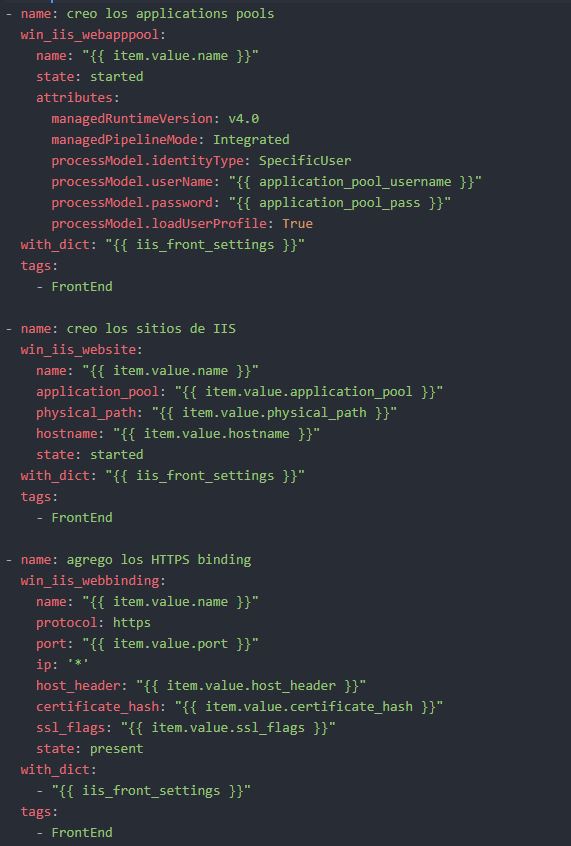 - name: creo los applications pools
  win_iis_webapppool:
    name: "{{ item.value.name }}"
    state: started
    attributes:
      managedRuntimeVersion: v4.0
      managedPipelineMode: Integrated
      processModel.identityType: SpecificUser
      processModel.userName: "{{ application_pool_username }}"
      processModel.password: "{{ application_pool_pass }}"
      processModel.loadUserProfile: True
  with_dict: "{{ iis_front_settings }}"
  tags:
    - FrontEnd

- name: creo los sitios de IIS
  win_iis_website:
    name: "{{ item.value.name }}"
    application_pool: "{{ item.value.application_pool }}"
    physical_path: "{{ item.value.physical_path }}"
    hostname: "{{ item.value.hostname }}"
    state: started
  with_dict: "{{ iis_front_settings }}"
  tags:
    - FrontEnd

- name: agrego los HTTPS binding
  win_iis_webbinding:
    name: "{{ item.value.name }}"
    protocol: https
    port: "{{ item.value.port }}"
    ip: '*'
    host_header: "{{ item.value.host_header }}"
    certificate_hash: "{{ item.value.certificate_hash }}"
    ssl_flags: "{{ item.value.ssl_flags }}"
    state: present
  with_dict:
    - "{{ iis_front_settings }}"
  tags:
    - FrontEnd